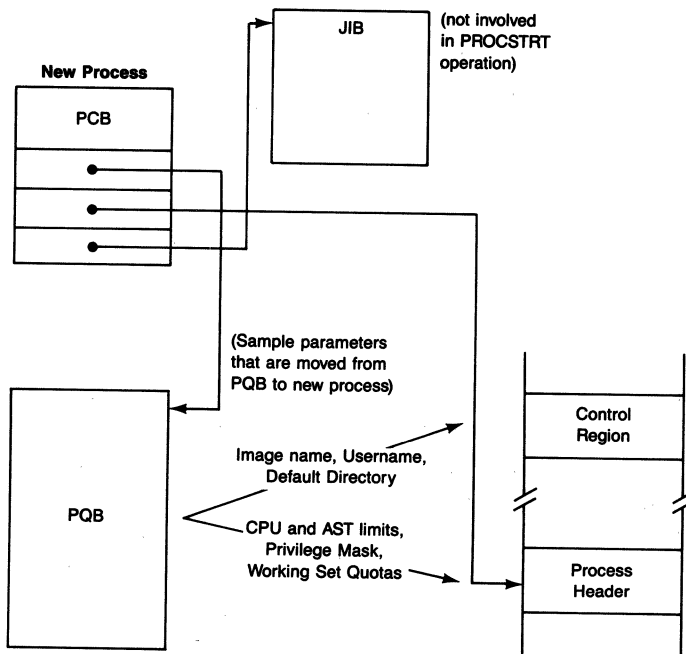 JIB
(not involved
in PROCSTRT
operation)
New Process
PCB
(Sample parameters
that are moved from
PQB to new process)
PQB
Image name, Username,
Default Directory
CPU and AST limits,
Privilege Mask,
Working Set Quotas
Control
Region
Process
Header